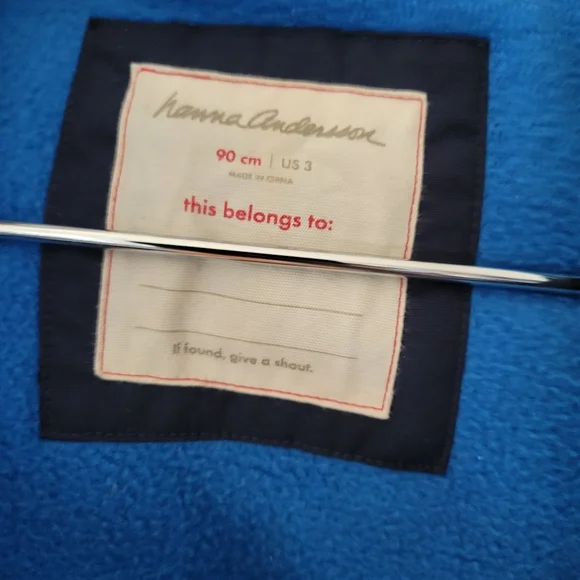 hanna Andersson
90 cm | US 3
MADE IN CHINA
this belongs to:
If found, give a shout.